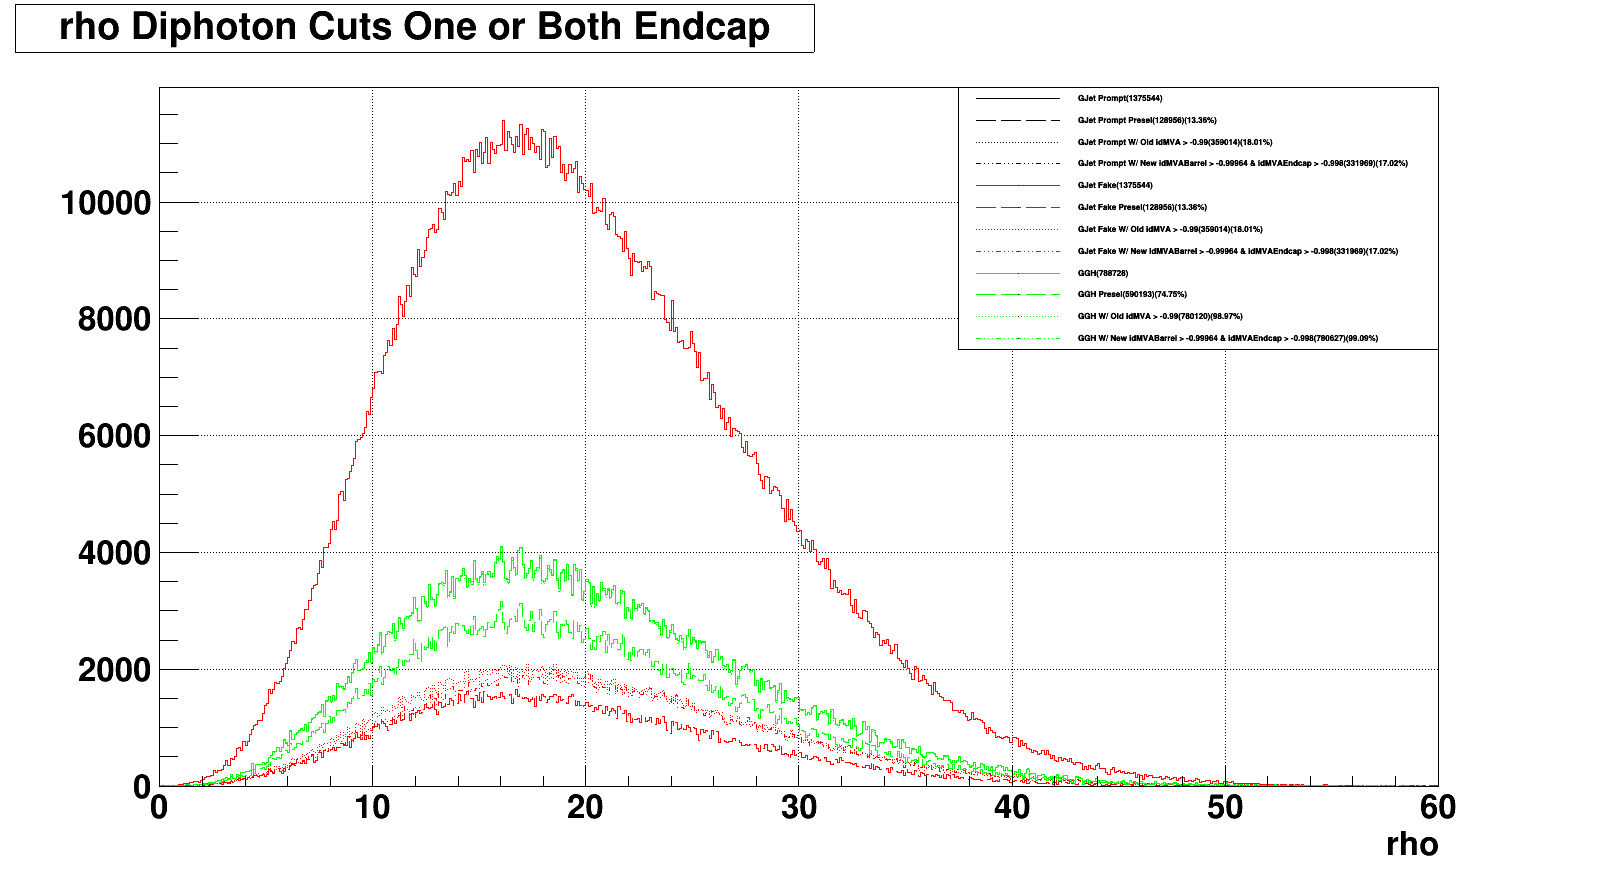 rho Diphoton Cuts One or Both Endcap
GJet Prompt(1375544)
GJet Prompt Presel(128956)(13.36%)
GJet Prompt W/ Old idMVA > -0.99(359014)(18.01%)
GJet Prompt W/ New idMVABarrel > -0.99964 & idMVAEndcap > -0.998(331969)(17.02%)
GJet Fake(1375544)
GJet Fake Presel(128956)(13.36%)
GJet Fake W/ Old idMVA > -0.99(359014)(18.01%)
GJet Fake W/ New idMVABarrel > -0.99964 & idMVAEndcap > -0.998(331969)(17.02%)
GGH(788728)
GGH Presel(590193)(74.75%)
GGH W/ Old idMVA > -0.99(780120)(98.97%)
GGH W/ New idMVABarrel > -0.99964 & idMVAEndcap > -0.998(780627)(99.09%)
10000
8000
6000
4000
2000
0
0 10 20 30 40 50 60
rho